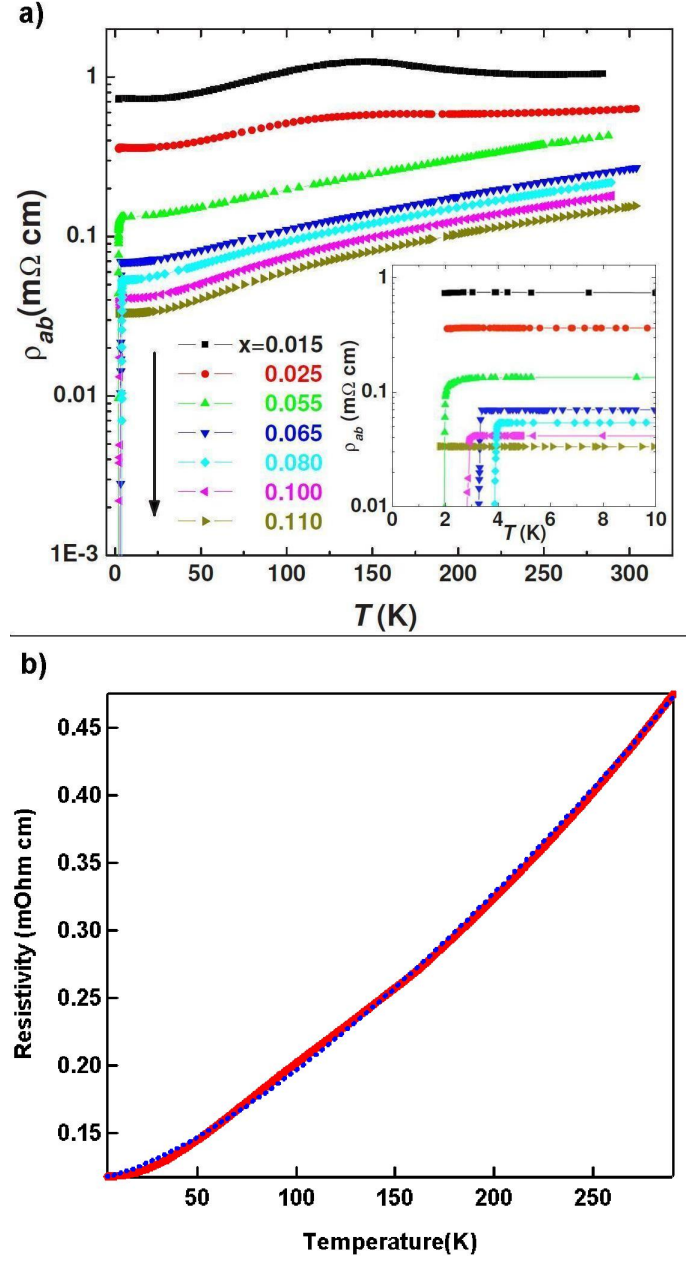 a)
1
0.1
0.01
1E-3
ρab(mΩ cm)
x=0.015
0.025
0.055
0.065
0.080
0.100
0.110
0 50 100 150 200 250 300
T (K)
1
0.1
0.01
ρab (mΩ cm)
0 2 4 6 8 10
T (K)
b)
0.45
0.40
0.35
0.30
0.25
0.20
0.15
Resistivity (mOhm cm)
50 100 150 200 250
Temperature(K)